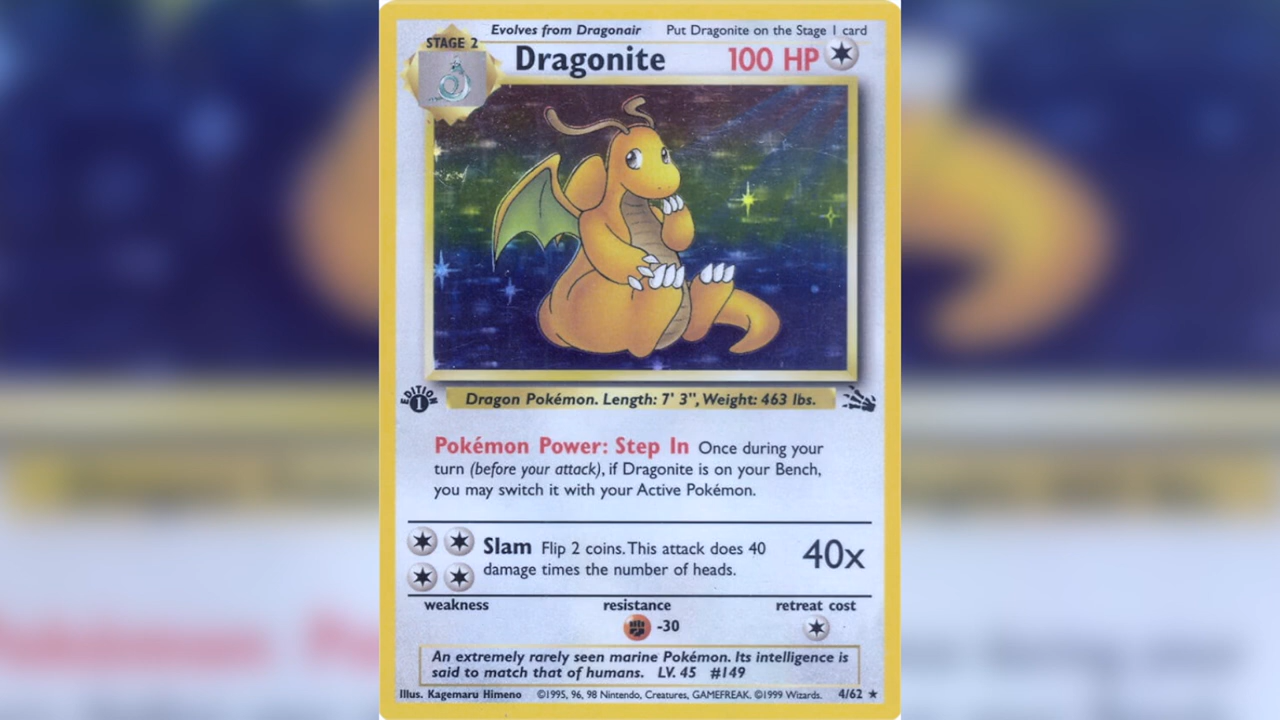 Evolves from Dragonair Put Dragonite on the Stage 1 card
STAGE 2
Dragonite 100 HP
EDITION 1
Dragon Pokémon. Length: 7' 3", Weight: 463 lbs.
Pokémon Power: Step In Once during your
turn (before your attack), if Dragonite is on your Bench,
you may switch it with your Active Pokémon.
Slam Flip 2 coins. This attack does 40
damage times the number of heads.
40x
weakness resistance retreat cost
-30
An extremely rarely seen marine Pokémon. Its intelligence is
said to match that of humans. LV. 45 #149
Illus. Kagemaru Himeno ©1995, 96, 98 Nintendo, Creatures, GAMEFREAK. ©1999 Wizards. 4/62 ★